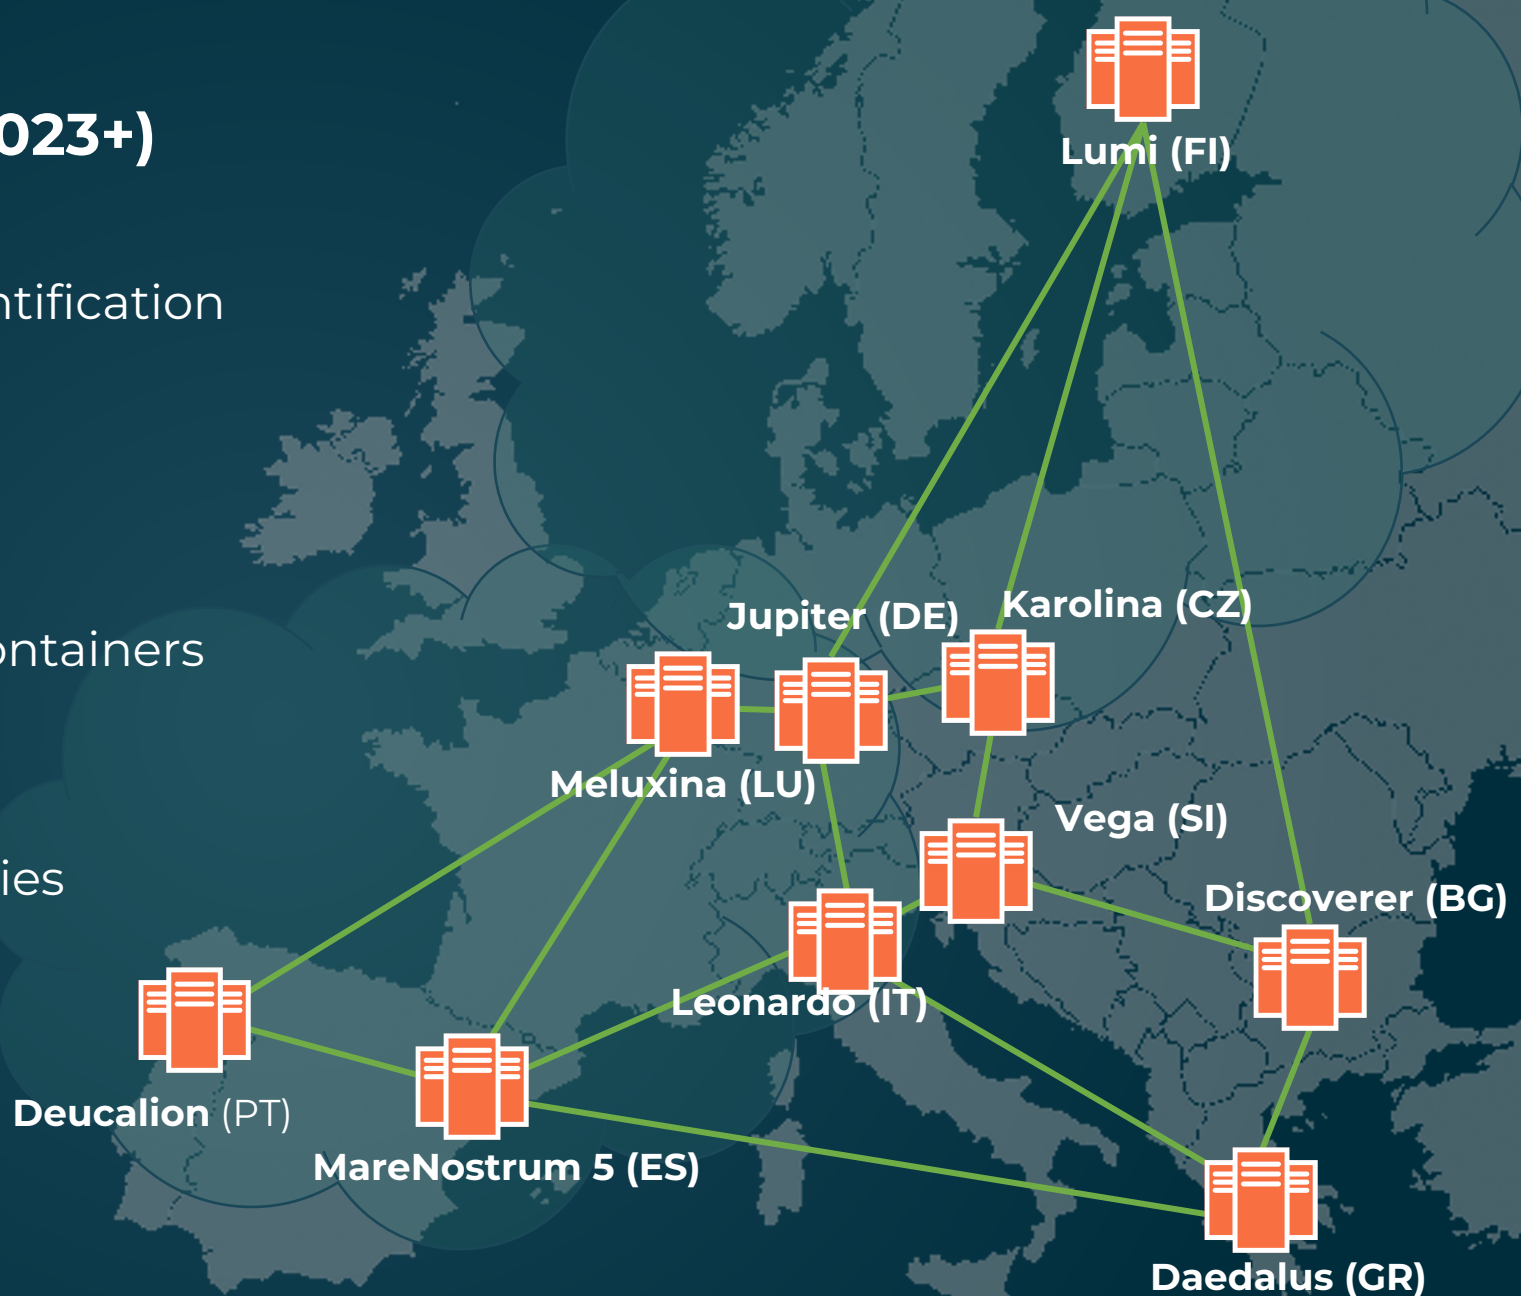 023+)
Lumi (FI)
ntification
Jupiter (DE)
Karolina (CZ)
ontainers
Meluxina (LU)
Vega (SI)
ies
Discoverer (BG)
Leonardo (IT)
Deucalion (PT)
MareNostrum 5 (ES)
Daedalus (GR)